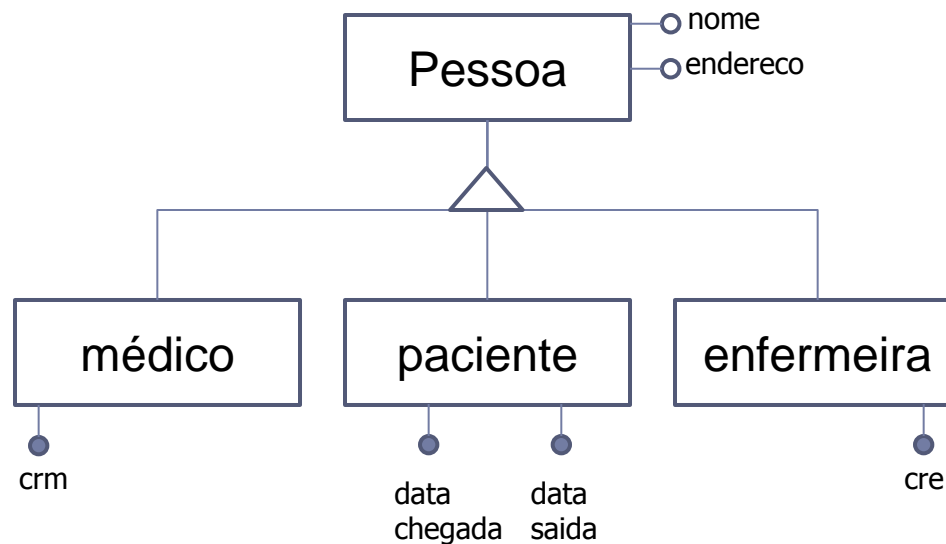 nome
Pessoa
endereco
médico
paciente
enfermeira
crm
data
chegada
data
saida
cre